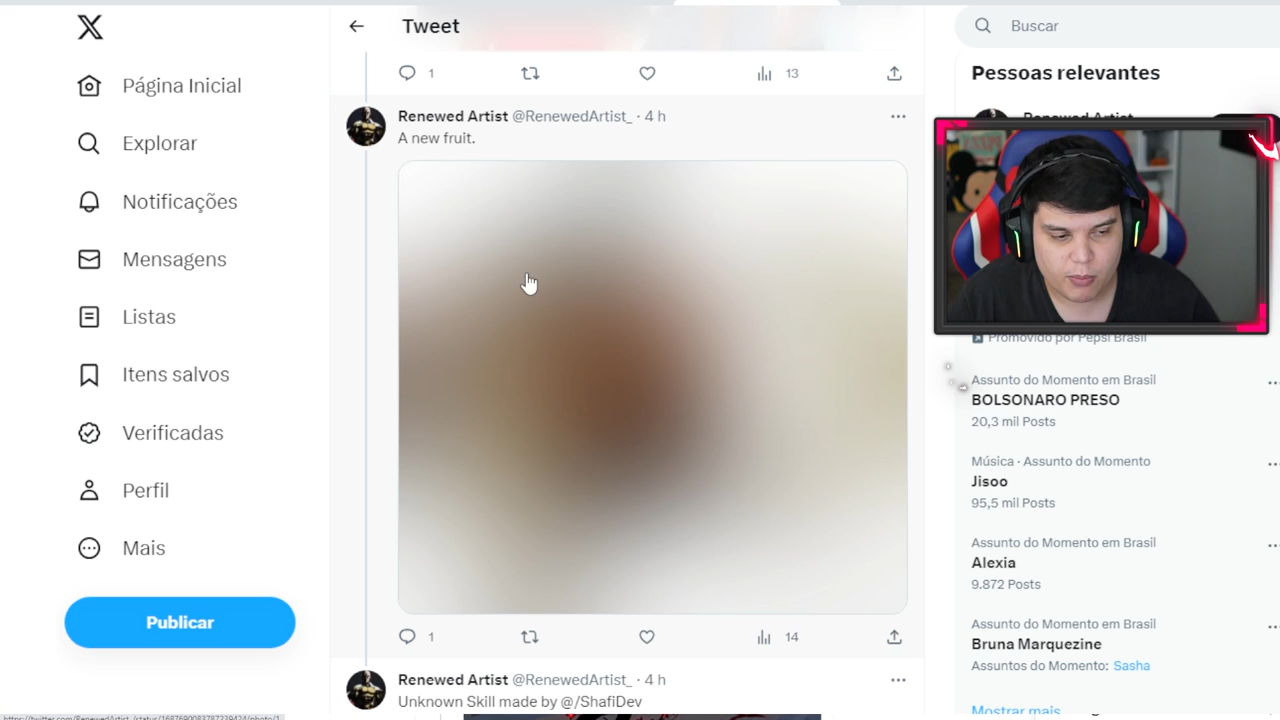 Página Inicial
Explorar
Notificações
Mensagens
Listas
Itens salvos
Verificadas
Perfil
Mais
Publicar
Tweet
1
13
Renewed Artist @RenewedArtist_ · 4 h
A new fruit.
1
14
Renewed Artist @RenewedArtist_ · 4 h
Unknown Skill made by @/ShafiDev
Buscar
Pessoas relevantes
Renewed Artist
Promovido por Pepsi Brasil
Assunto do Momento em Brasil
BOLSONARO PRESO
20,3 mil Posts
Música · Assunto do Momento
Jisoo
95,5 mil Posts
Assunto do Momento em Brasil
Alexia
9.872 Posts
Assunto do Momento em Brasil
Bruna Marquezine
Assuntos do Momento: Sasha
Mostrar mais